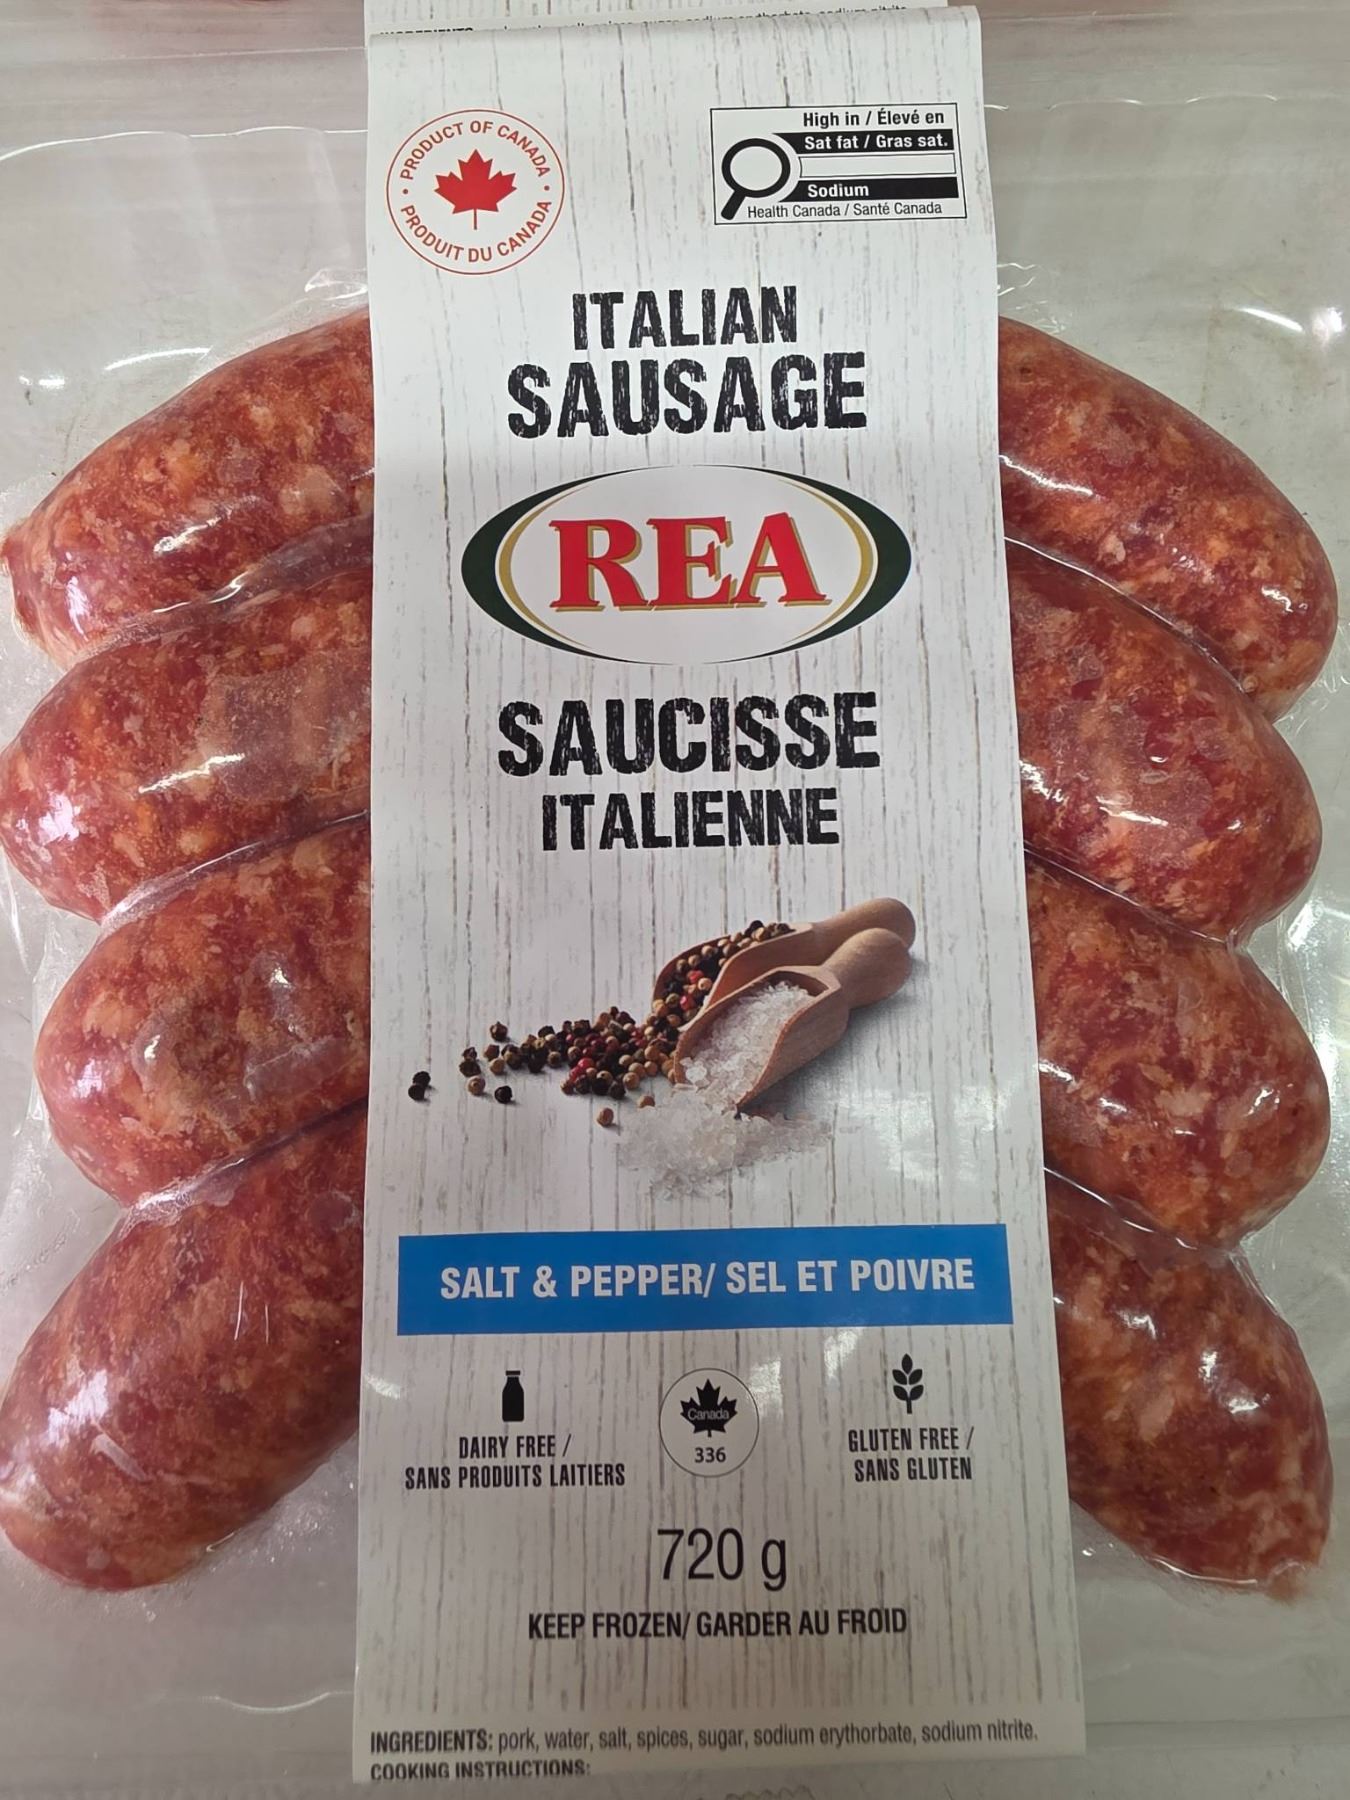 PRODUCT OF CANADA
PRODUIT DU CANADA
High in / Élevé en
Sat fat / Gras sat.
Sodium
Health Canada / Santé Canada
ITALIAN
SAUSAGE
REA
SAUCISSE
ITALIENNE
SALT & PEPPER/ SEL ET POIVRE
DAIRY FREE /
SANS PRODUITS LAITIERS
Canada
336
GLUTEN FREE /
SANS GLUTEN
720 g
KEEP FROZEN/ GARDER AU FROID
INGREDIENTS: pork, water, salt, spices, sugar, sodium erythorbate, sodium nitrite.
COOKING INSTRUCTIONS: